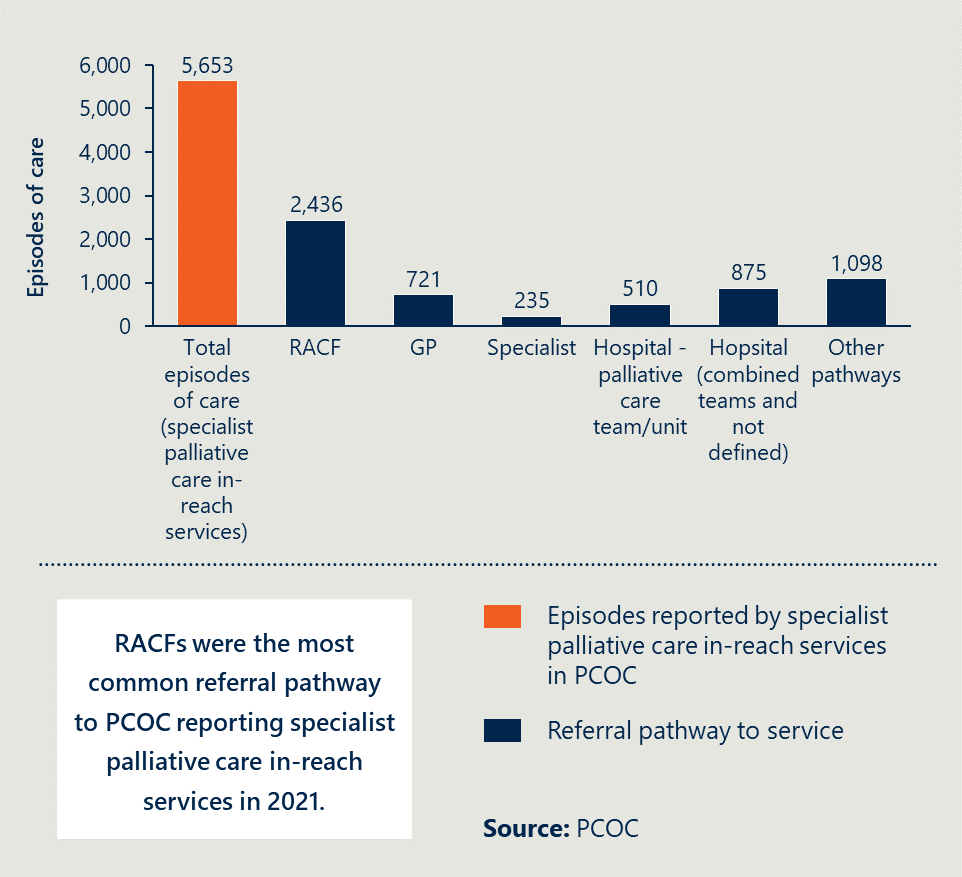 6,000
5,000
4,000
3,000
2,000
1,000
0
Episodes of care
5,653
2,436
721
235
510
875
1,098
Total
episodes
of care
(specialist
palliative
care in-
reach
services)
RACF
GP
Specialist
Hospital -
palliative
care
team/unit
Hopsital
(combined
teams and
not
defined)
Other
pathways
RACFs were the most
common referral pathway
to PCOC reporting specialist
palliative care in-reach
services in 2021.
Episodes reported by specialist
palliative care in-reach services
in PCOC
Referral pathway to service
Source: PCOC